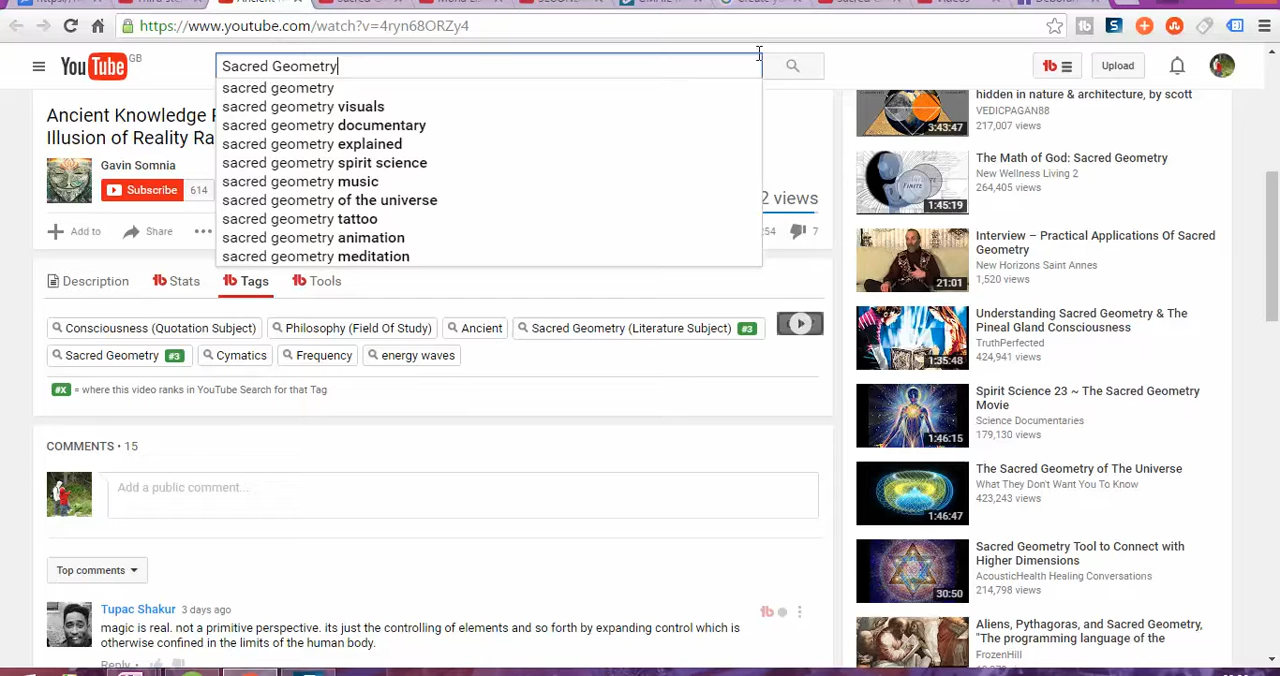 https://www.youtube.com/watch?v=4ryn68ORZy4
YouTube GB
Sacred Geometry
Upload
sacred geometry
sacred geometry visuals
sacred geometry documentary
sacred geometry explained
sacred geometry spirit science
sacred geometry music
sacred geometry of the universe
sacred geometry tattoo
sacred geometry animation
sacred geometry meditation
Ancient Knowledge
Illusion of Reality
Gavin Somnia
Subscribe 614
2 views
Add to Share
254 7
Description
Stats
Tags
Tools
Consciousness (Quotation Subject)
Philosophy (Field Of Study)
Ancient
Sacred Geometry (Literature Subject) #3
Sacred Geometry #3
Cymatics
Frequency
energy waves
#X = where this video ranks in YouTube Search for that Tag
COMMENTS • 15
Add a public comment...
Top comments
Tupac Shakur 3 days ago
magic is real. not a primitive perspective. its just the controlling of elements and so forth by expanding control which is
otherwise confined in the limits of the human body.
Reply
hidden in nature & architecture, by scott
VEDICPAGAN88
217,007 views
3:43:47
The Math of God: Sacred Geometry
New Wellness Living 2
264,405 views
FINITE
1:45:19
Interview – Practical Applications Of Sacred
Geometry
New Horizons Saint Annes
1,520 views
21:01
Understanding Sacred Geometry & The
Pineal Gland Consciousness
TruthPerfected
424,941 views
1:35:48
Spirit Science 23 ~ The Sacred Geometry
Movie
Science Documentaries
179,130 views
1:46:15
The Sacred Geometry of The Universe
What They Don't Want You To Know
423,243 views
1:46:47
Sacred Geometry Tool to Connect with
Higher Dimensions
AcousticHealth Healing Conversations
214,798 views
30:50
Aliens, Pythagoras, and Sacred Geometry,
"The programming language of the
FrozenHill